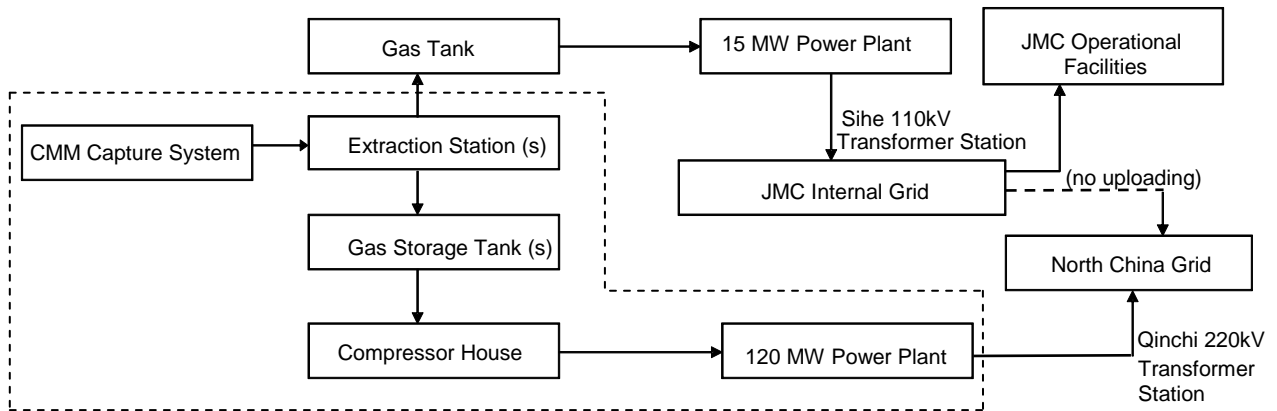 Gas Tank
15 MW Power Plant
JMC Operational
Facilities
CMM Capture System
Extraction Station (s)
Sihe 110kV
Transformer Station
JMC Internal Grid
(no uploading)
Gas Storage Tank (s)
North China Grid
Compressor House
120 MW Power Plant
Qinchi 220kV
Transformer
Station